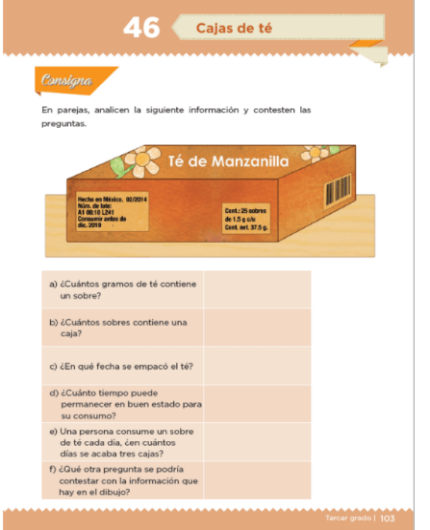 46
Cajas de té
Consigna
En parejas, analicen la siguiente información y contesten las
preguntas.
Té de Manzanilla
Hecho en México. 02/2014
Núm. de lote:
A1 08:10 L241
Consumir antes de
dic. 2019
Cont.: 25 sobres
de 1.5 g c/u
Cont. net. 37.5 g.
a) ¿Cuántos gramos de té contiene
un sobre?
b) ¿Cuántos sobres contiene una
caja?
c) ¿En qué fecha se empacó el té?
d) ¿Cuánto tiempo puede
permanecer en buen estado para
su consumo?
e) Una persona consume un sobre
de té cada día, ¿en cuántos
días se acaba tres cajas?
f) ¿Qué otra pregunta se podría
contestar con la información que
hay en el dibujo?
Tercer grado | 103